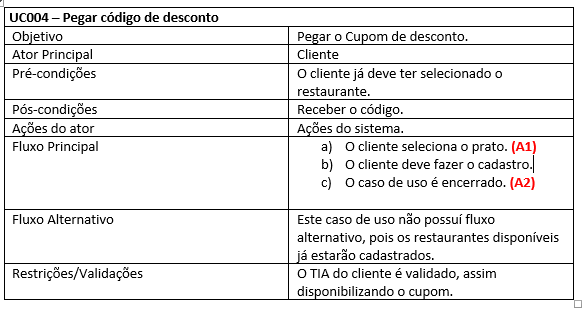 UC004 – Pegar código de desconto
Objetivo
Pegar o Cupom de desconto.
Ator Principal
Cliente
Pré-condições
O cliente já deve ter selecionado o
restaurante.
Pós-condições
Receber o código.
Ações do ator
Ações do sistema.
Fluxo Principal
a) O cliente seleciona o prato. (A1)
b) O cliente deve fazer o cadastro.
c) O caso de uso é encerrado. (A2)
Fluxo Alternativo
Este caso de uso não possuí fluxo
alternativo, pois os restaurantes disponíveis
já estarão cadastrados.
Restrições/Validações
O TIA do cliente é validado, assim
disponibilizando o cupom.